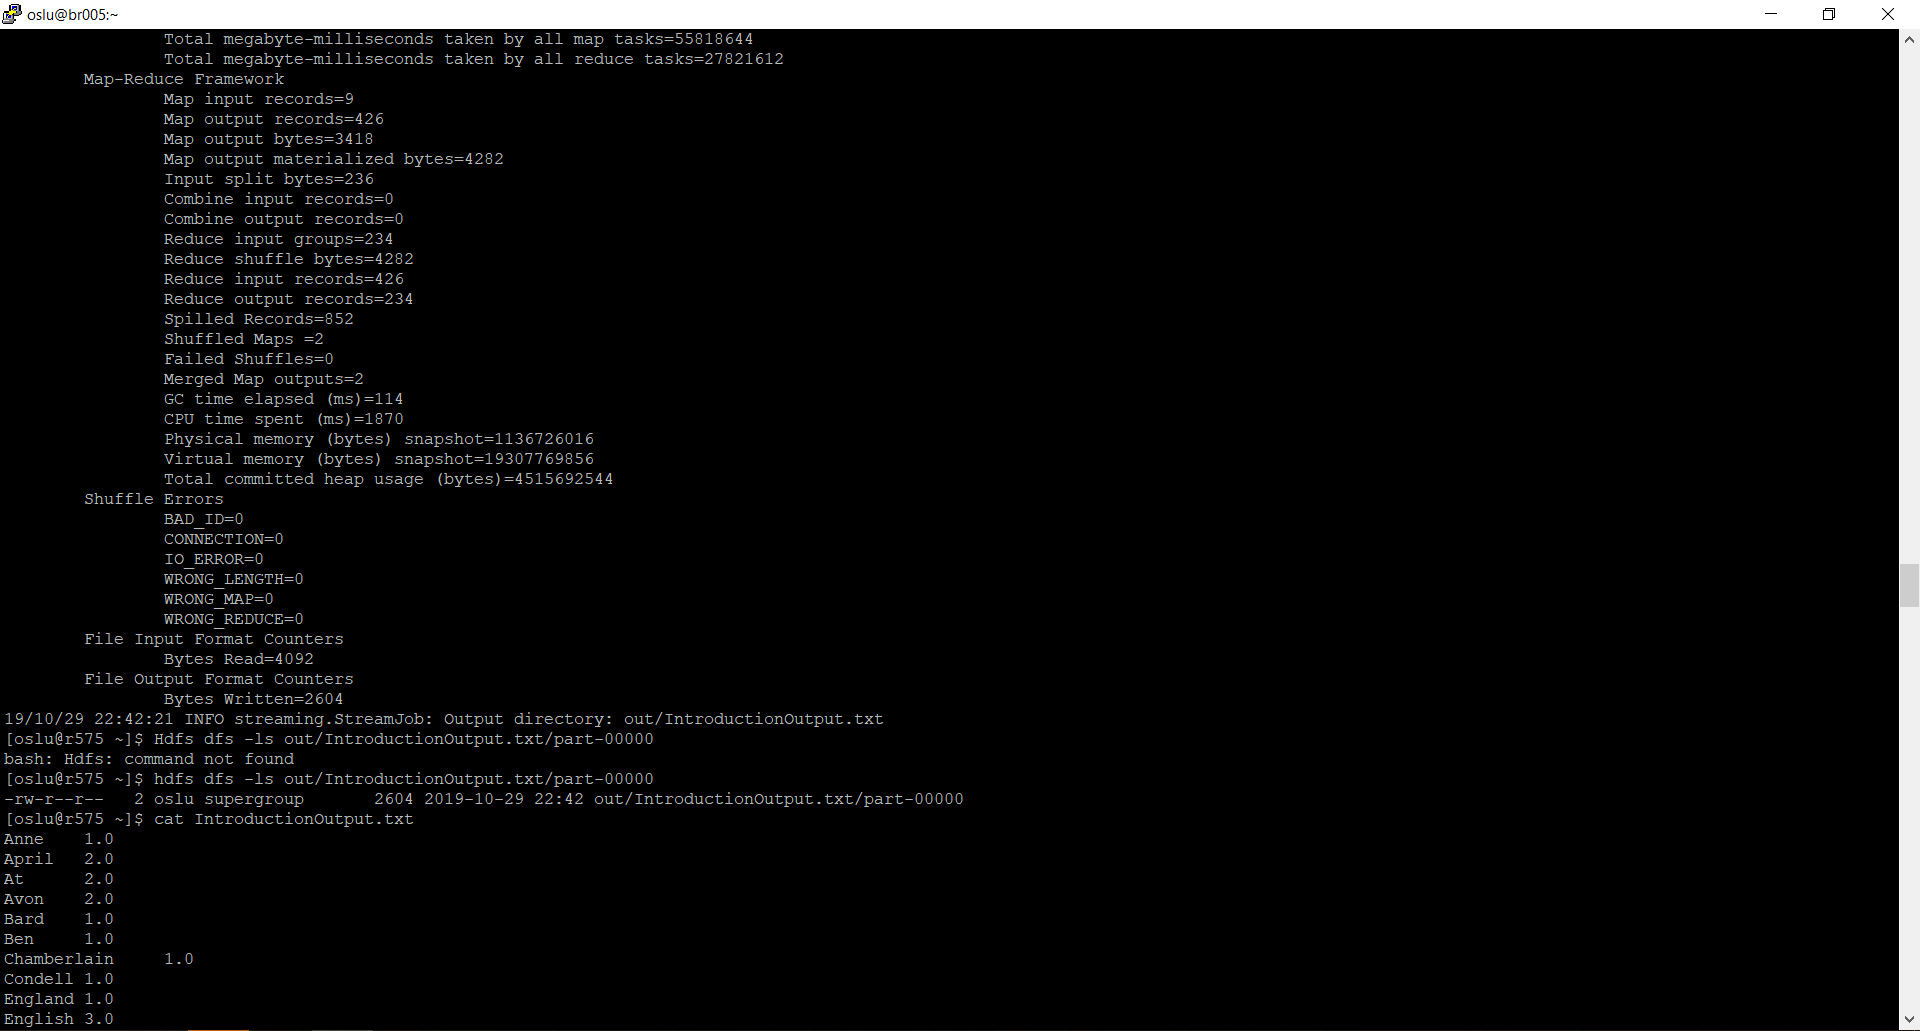 oslu@br005:~
Total megabyte-milliseconds taken by all map tasks=55818644
Total megabyte-milliseconds taken by all reduce tasks=27821612
Map-Reduce Framework
Map input records=9
Map output records=426
Map output bytes=3418
Map output materialized bytes=4282
Input split bytes=236
Combine input records=0
Combine output records=0
Reduce input groups=234
Reduce shuffle bytes=4282
Reduce input records=426
Reduce output records=234
Spilled Records=852
Shuffled Maps =2
Failed Shuffles=0
Merged Map outputs=2
GC time elapsed (ms)=114
CPU time spent (ms)=1870
Physical memory (bytes) snapshot=1136726016
Virtual memory (bytes) snapshot=19307769856
Total committed heap usage (bytes)=4515692544
Shuffle Errors
BAD_ID=0
CONNECTION=0
IO_ERROR=0
WRONG_LENGTH=0
WRONG_MAP=0
WRONG_REDUCE=0
File Input Format Counters
Bytes Read=4092
File Output Format Counters
Bytes Written=2604
19/10/29 22:42:21 INFO streaming.StreamJob: Output directory: out/IntroductionOutput.txt
[oslu@r575 ~]$ Hdfs dfs -ls out/IntroductionOutput.txt/part-00000
bash: Hdfs: command not found
[oslu@r575 ~]$ hdfs dfs -ls out/IntroductionOutput.txt/part-00000
-rw-r--r--   2 oslu supergroup       2604 2019-10-29 22:42 out/IntroductionOutput.txt/part-00000
[oslu@r575 ~]$ cat IntroductionOutput.txt
Anne    1.0
April   2.0
At      2.0
Avon    2.0
Bard    1.0
Ben     1.0
Chamberlain     1.0
Condell 1.0
England 1.0
English 3.0